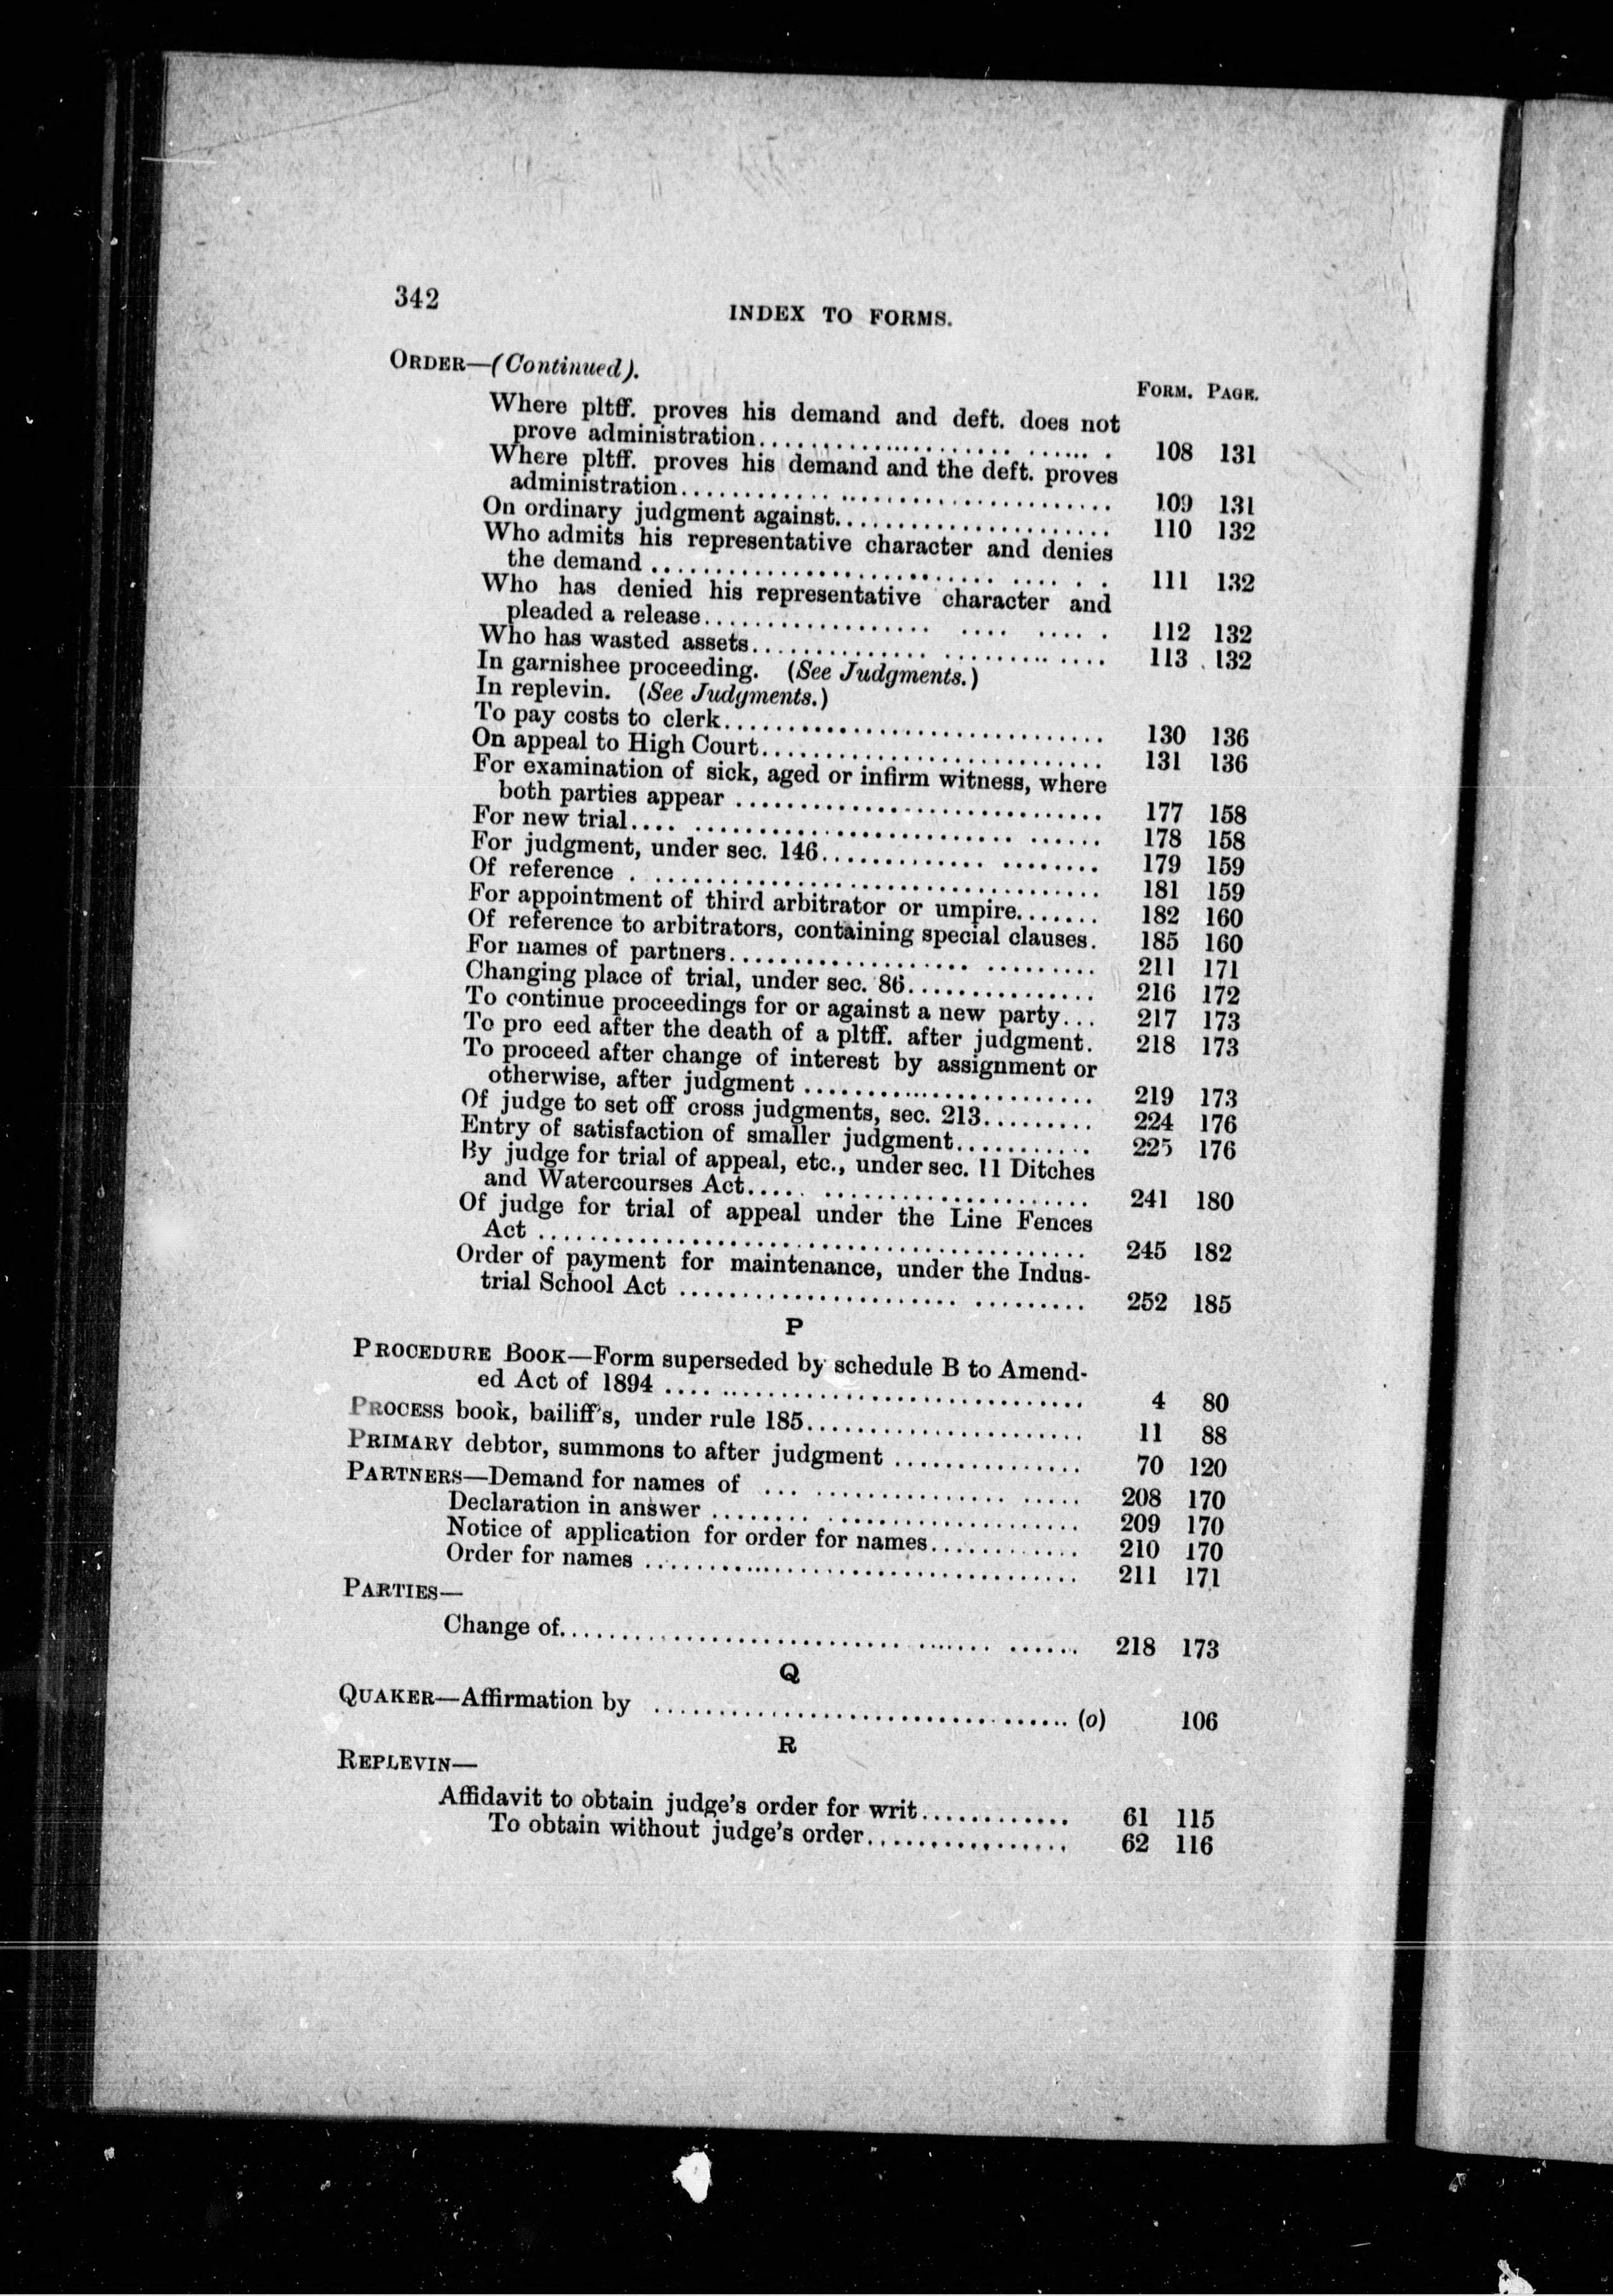 342
INDEX TO FORMS.
ORDER—(Continued).
FORM. PAGE.
Where pltff. proves his demand and deft. does not
prove administration.................................. 108 131
Where pltff. proves his demand and the deft. proves
administration.................................. 109 131
On ordinary judgment against...................... 110 132
Who admits his representative character and denies
the demand .................................. 111 132
Who has denied his representative character and
pleaded a release............................ 112 132
Who has wasted assets............................ 113 132
In garnishee proceeding. (See Judgments.)
In replevin. (See Judgments.)
To pay costs to clerk.............................. 130 136
On appeal to High Court........................... 131 136
For examination of sick, aged or infirm witness, where
both parties appear ............................. 177 158
For new trial.................................. 178 158
For judgment, under sec. 146...................... 179 159
Of reference .................................. 181 159
For appointment of third arbitrator or umpire....... 182 160
Of reference to arbitrators, containing special clauses. 185 160
For names of partners............................ 211 171
Changing place of trial, under sec. 86............... 216 172
To continue proceedings for or against a new party... 217 173
To pro eed after the death of a pltff. after judgment. 218 173
To proceed after change of interest by assignment or
otherwise, after judgment ....................... 219 173
Of judge to set off cross judgments, sec. 213......... 224 176
Entry of satisfaction of smaller judgment........... 225 176
By judge for trial of appeal, etc., under sec. 11 Ditches
and Watercourses Act.......................... 241 180
Of judge for trial of appeal under the Line Fences
Act .......................................... 245 182
Order of payment for maintenance, under the Indus-
trial School Act ............................... 252 185
P
PROCEDURE BOOK—Form superseded by schedule B to Amend-
ed Act of 1894 ................................. 4 80
PROCESS book, bailiff's, under rule 185...................... 11 88
PRIMARY debtor, summons to after judgment ............... 70 120
PARTNERS—Demand for names of ....................... 208 170
Declaration in answer ............................ 209 170
Notice of application for order for names............ 210 170
Order for names .................................. 211 171
PARTIES—
Change of........................................ 218 173
Q
QUAKER—Affirmation by .................................. (o) 106
R
REPLEVIN—
Affidavit to obtain judge's order for writ............ 61 115
To obtain without judge's order................ 62 116